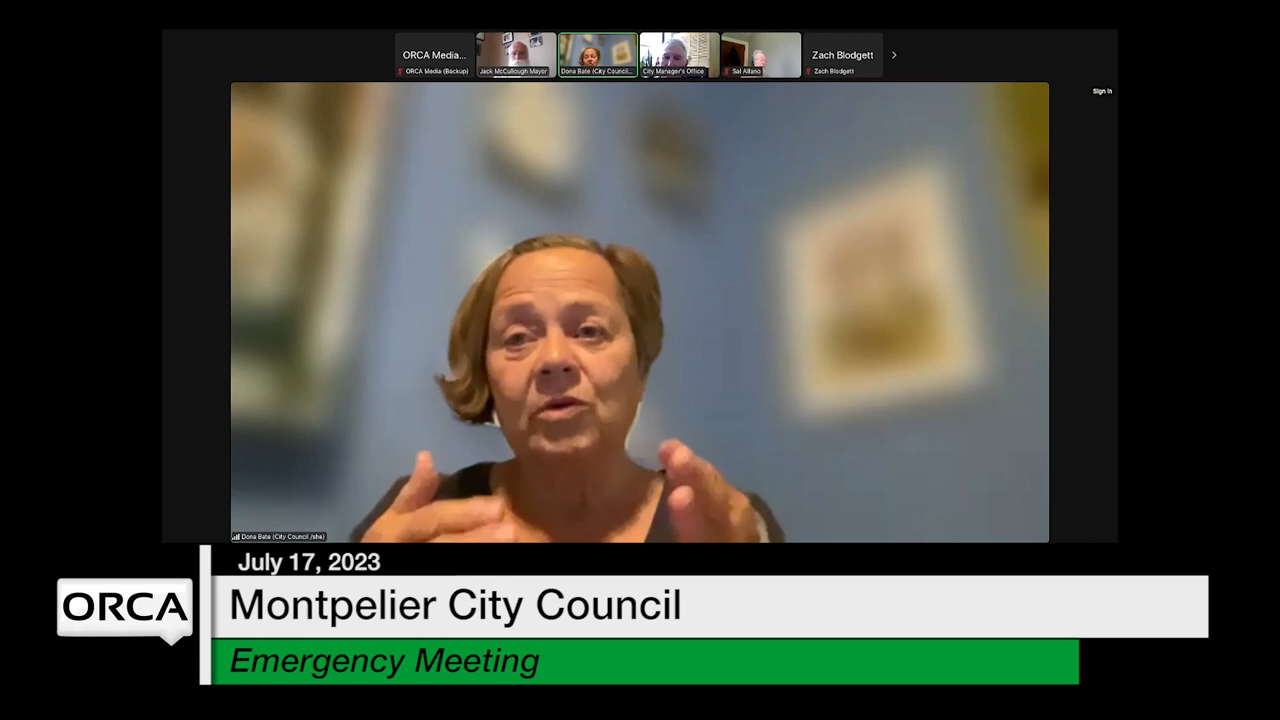 ORCA Media...
ORCA Media (Backup)
Jack McCullough Mayor
Dona Bate (City Council...
City Manager's Office
Sal Alfano
Zach Blodgett
Zach Blodgett
Sign in
Dona Bate (City Council /she)
July 17, 2023
ORCA
Montpelier City Council
Emergency Meeting